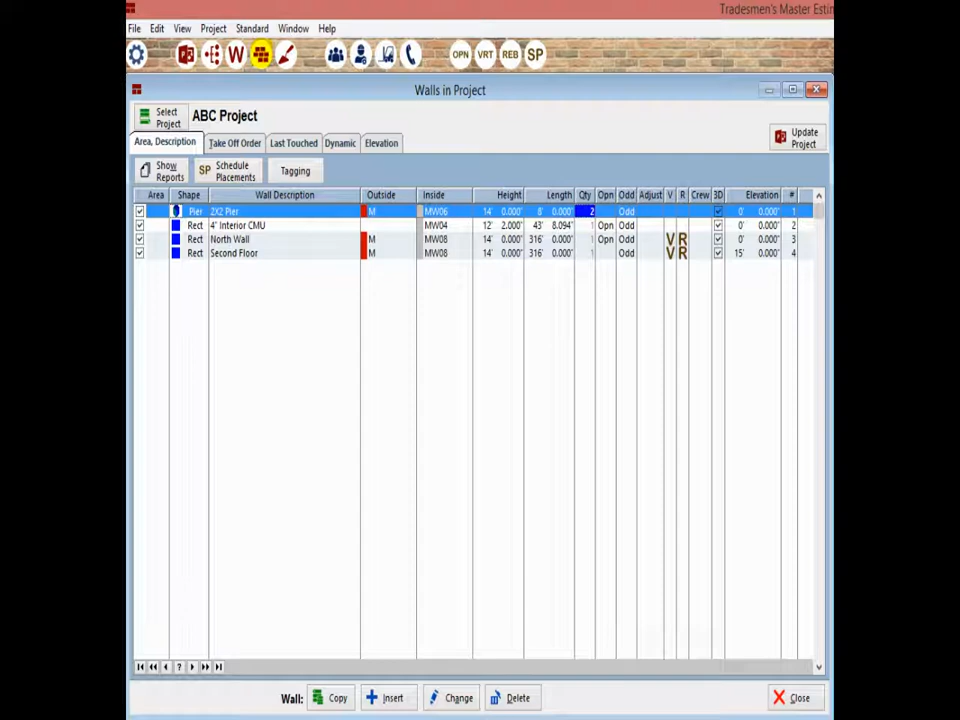 Tradesmen's Master Estin
File Edit View Project Standard Window Help
W OPN VRT REB SP
Walls in Project
Select Project ABC Project
Update Project
Area, Description Take Off Order Last Touched Dynamic Elevation
Show Reports SP Schedule Placements Tagging
Area Shape Wall Description Outside Inside Height Length Qty Opn Odd Adjust V R Crew 3D Elevation #
Pier 2X2 Pier M MW06 14' 0.000" 8' 0.000" 2 Odd 0' 0.000" 1
Rect 4" Interior CMU MW04 12' 2.000" 43' 8.094" 1 Opn Odd 0' 0.000" 2
Rect North Wall M MW08 14' 0.000" 316' 0.000" 1 Opn Odd V R 0' 0.000" 3
Rect Second Floor M MW08 14' 0.000" 316' 0.000" 1 Odd V R 15' 0.000" 4
?
Wall: Copy Insert Change Delete Close